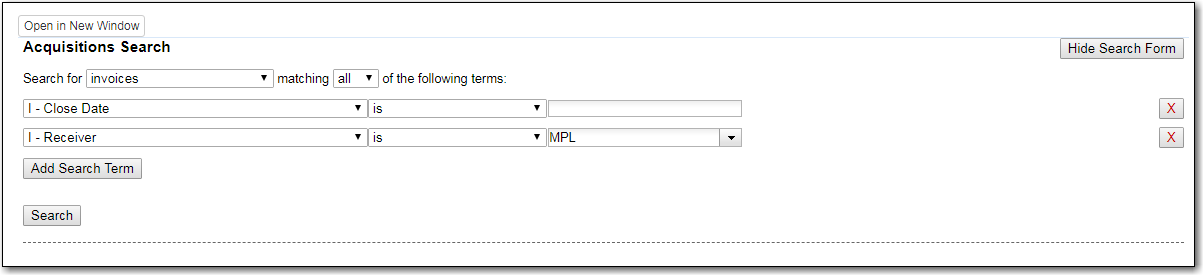 Open in New Window
Acquisitions Search
Hide Search Form
Search for invoices matching all of the following terms:
I - Close Date is X
I - Receiver is MPL X
Add Search Term
Search